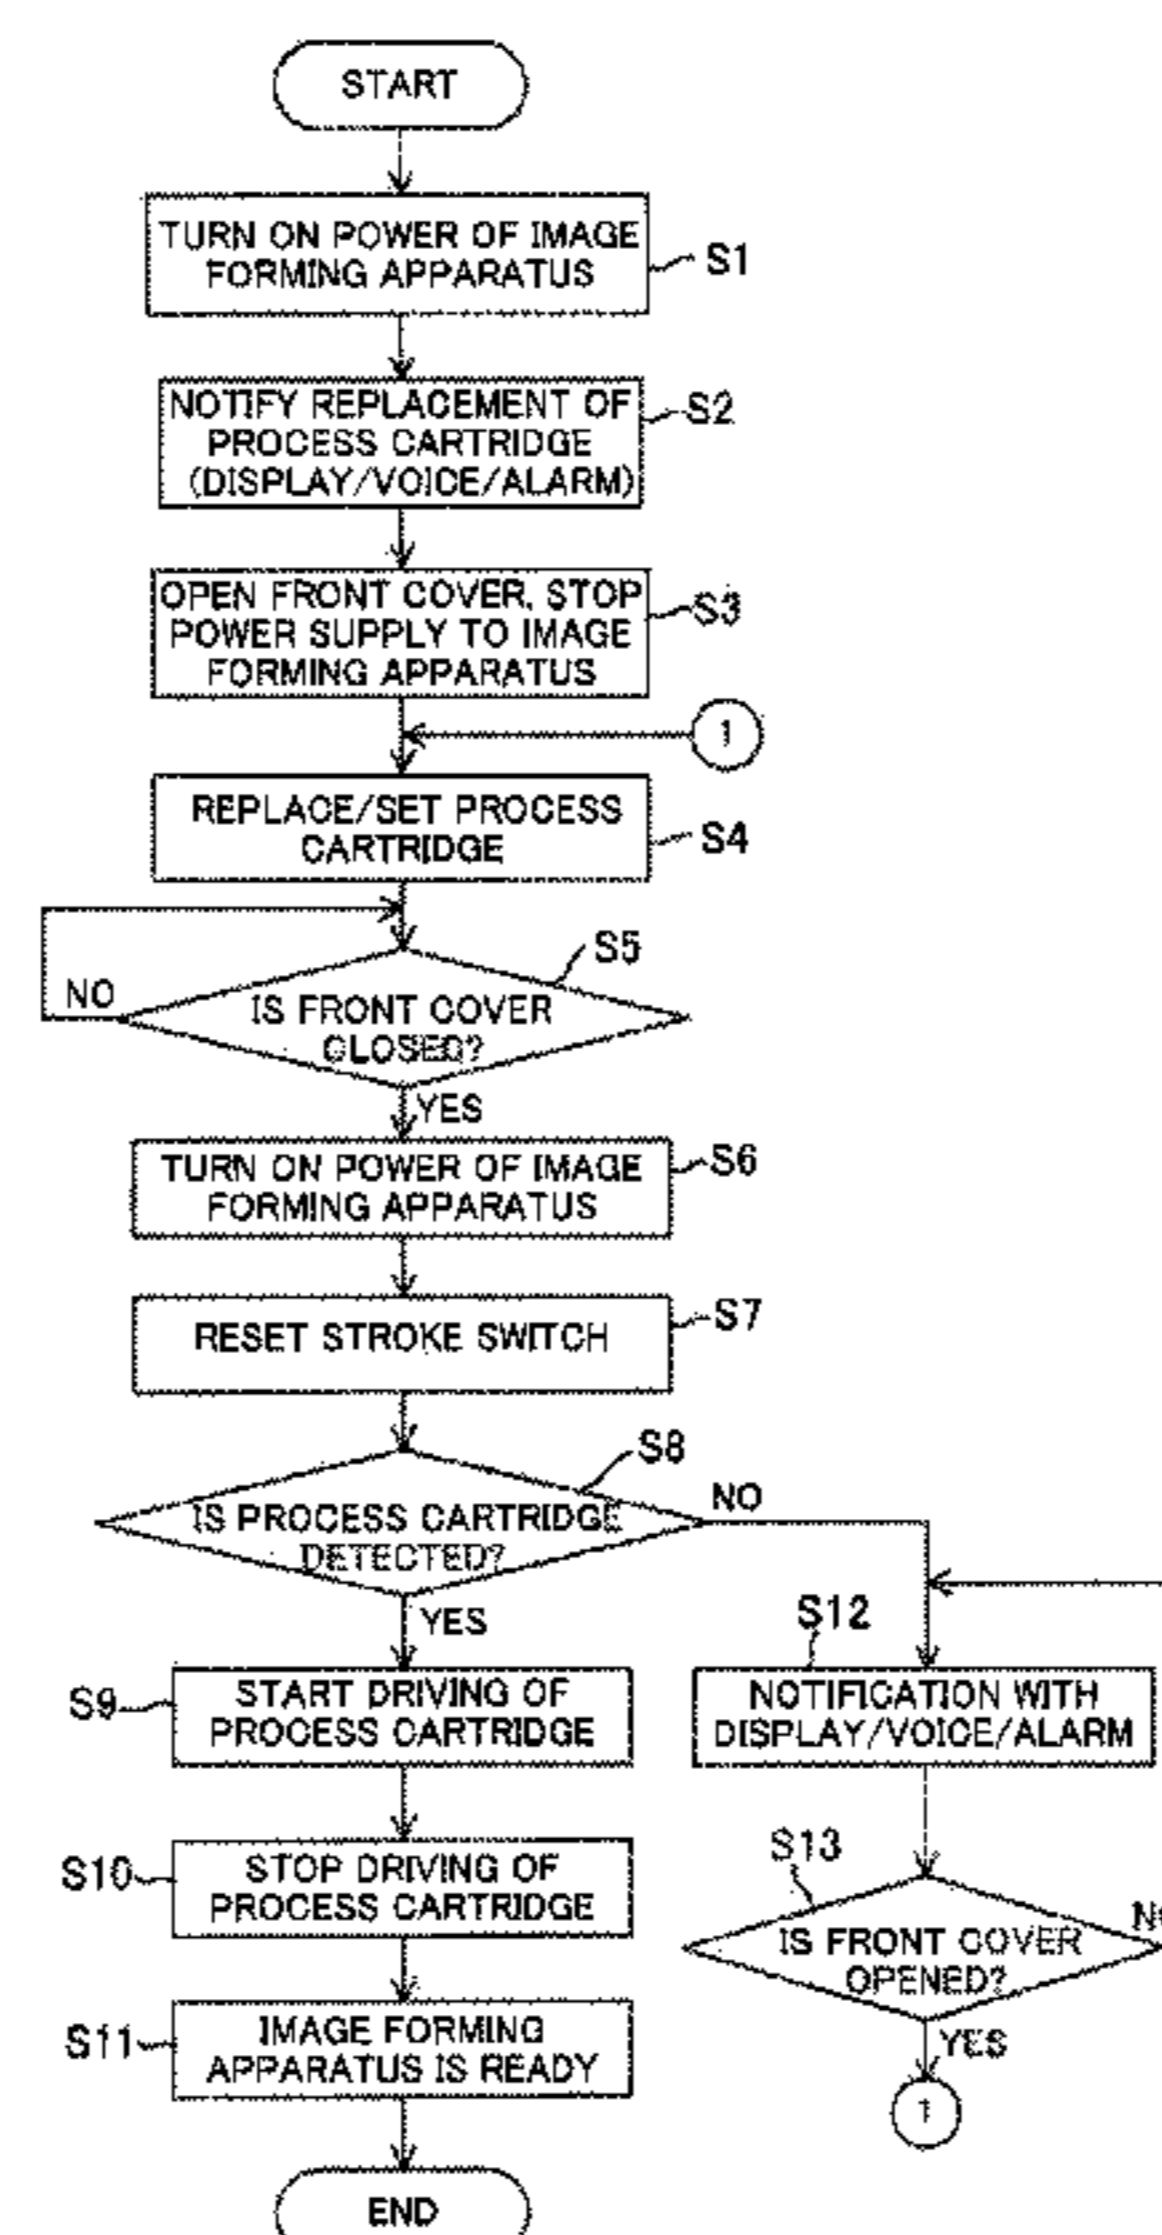 START
TURN ON POWER OF IMAGE
FORMING APPARATUS
S1
NOTIFY REPLACEMENT OF
PROCESS CARTRIDGE
(DISPLAY/VOICE/ALARM)
S2
OPEN FRONT COVER, STOP
POWER SUPPLY TO IMAGE
FORMING APPARATUS
S3
1
REPLACE/SET PROCESS
CARTRIDGE
S4
S5
NO
IS FRONT COVER
CLOSED?
YES
TURN ON POWER OF IMAGE
FORMING APPARATUS
S6
RESET STROKE SWITCH
S7
S8
IS PROCESS CARTRIDGE
DETECTED?
NO
YES
S9
START DRIVING OF
PROCESS CARTRIDGE
S12
NOTIFICATION WITH
DISPLAY/VOICE/ALARM
S10
STOP DRIVING OF
PROCESS CARTRIDGE
S13
IS FRONT COVER
OPENED?
YES
1
S11
IMAGE FORMING
APPARATUS IS READY
END